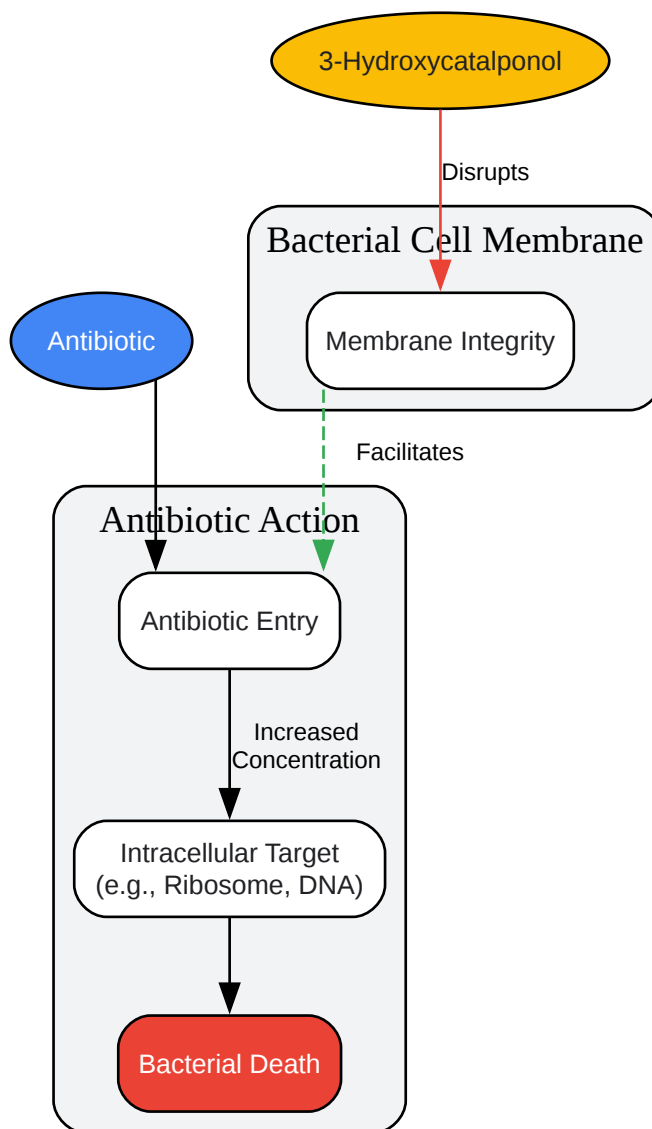 3-Hydroxycatalponol
Disrupts
Bacterial Cell Membrane
Membrane Integrity
Antibiotic
Facilitates
Antibiotic Action
Antibiotic Entry
Increased
Concentration
Intracellular Target
(e.g., Ribosome, DNA)
Bacterial Death